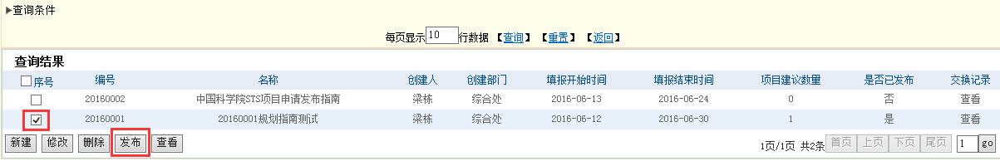 ▶查询条件
每页显示 10 行数据 【查询】 【重置】 【返回】
查询结果
序号 编号 名称 创建人 创建部门 填报开始时间 填报结束时间 项目建议数量 是否已发布 交换记录
20160002 中国科学院STS项目申请发布指南 梁栋 综合处 2016-06-13 2016-06-24 0 否 查看
20160001 20160001规划指南测试 梁栋 综合处 2016-06-12 2016-06-30 1 是 查看
新建 修改 删除 发布 查看 1页/1页 共2条 首页 上页 下页 尾页 1 go